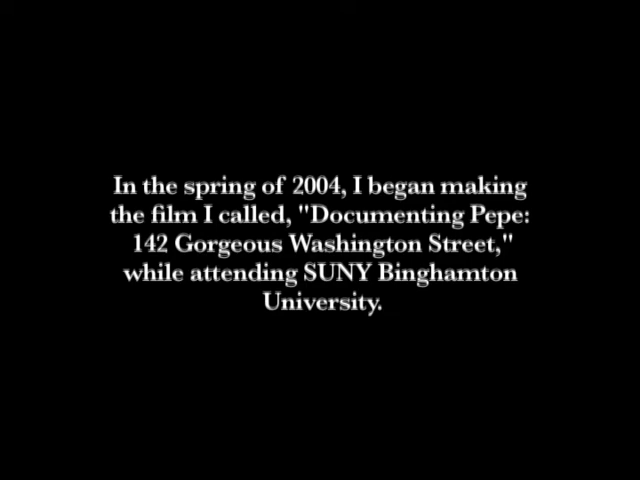 In the spring of 2004, I began making
the film I called, "Documenting Pepe:
142 Gorgeous Washington Street,"
while attending SUNY Binghamton
University.